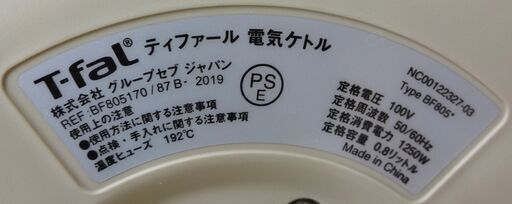 T-faL® ティファール 電気ケトル
株式会社 グループセブ ジャパン
REF:BF805170/87B- 2019
使用上の注意
●使用方法に関する注意事項
●点検・手入れに関する注意事項
温度ヒューズ 192℃
PS
E
NC00122327-03
Type BF805*
定格電圧 100V
定格周波数 50/60Hz
定格消費電力 1250W
定格容量 0.8リットル
Made in China